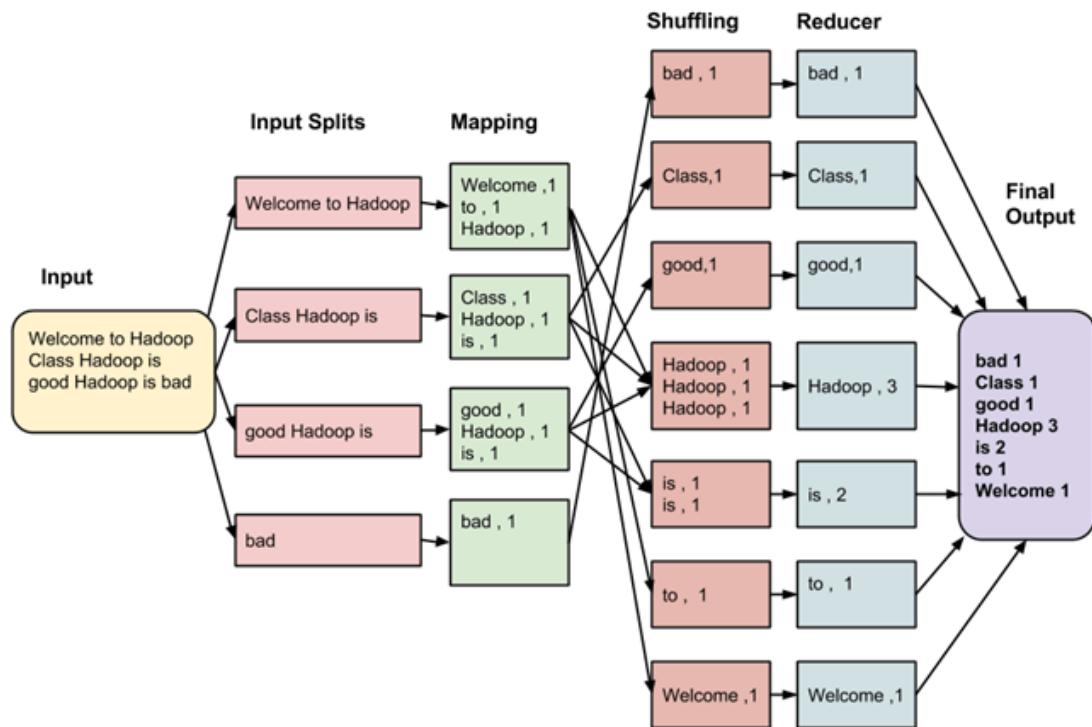 Input
Welcome to Hadoop
Class Hadoop is
good Hadoop is bad
Input Splits
Welcome to Hadoop
Class Hadoop is
good Hadoop is
bad
Mapping
Welcome ,1
to , 1
Hadoop , 1
Class , 1
Hadoop , 1
is , 1
good , 1
Hadoop , 1
is , 1
bad , 1
Shuffling
bad , 1
Class,1
good,1
Hadoop , 1
Hadoop , 1
Hadoop , 1
is , 1
is , 1
to , 1
Welcome ,1
Reducer
bad , 1
Class,1
good,1
Hadoop , 3
is , 2
to , 1
Welcome ,1
Final
Output
bad 1
Class 1
good 1
Hadoop 3
is 2
to 1
Welcome 1